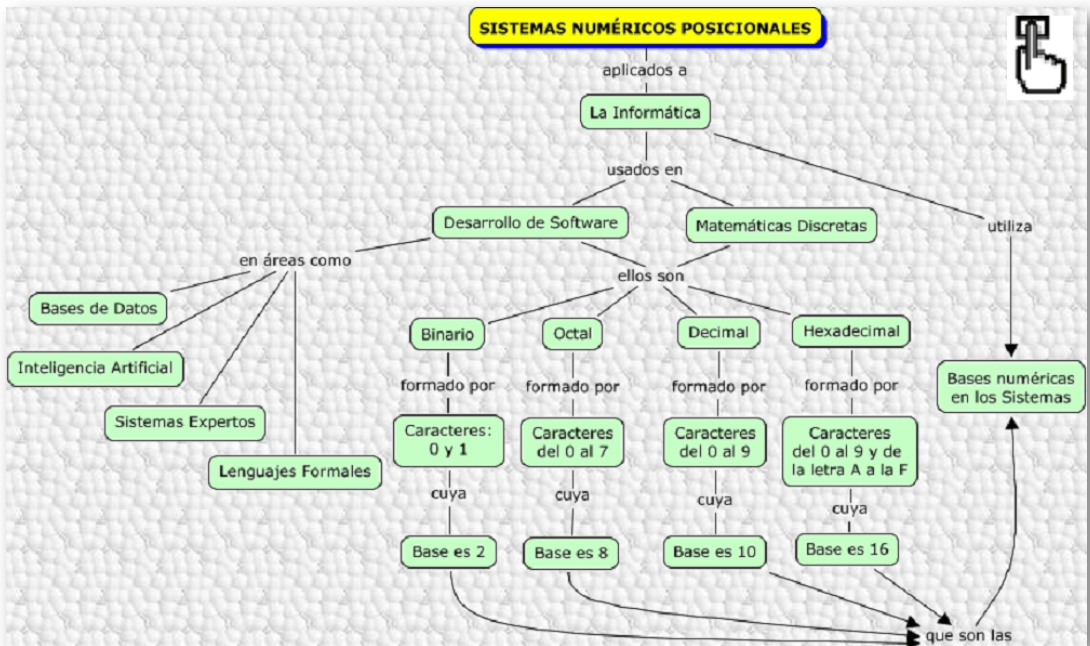 SISTEMAS NUMÉRICOS POSICIONALES
aplicados a
La Informática
usados en
Desarrollo de Software
Matemáticas Discretas
utiliza
en áreas como
ellos son
Bases de Datos
Inteligencia Artificial
Sistemas Expertos
Lenguajes Formales
Binario
Octal
Decimal
Hexadecimal
formado por
formado por
formado por
formado por
Caracteres:
0 y 1
Caracteres
del 0 al 7
Caracteres
del 0 al 9
Caracteres
del 0 al 9 y de
la letra A a la F
cuya
cuya
cuya
cuya
Base es 2
Base es 8
Base es 10
Base es 16
que son las
Bases numéricas
en los Sistemas